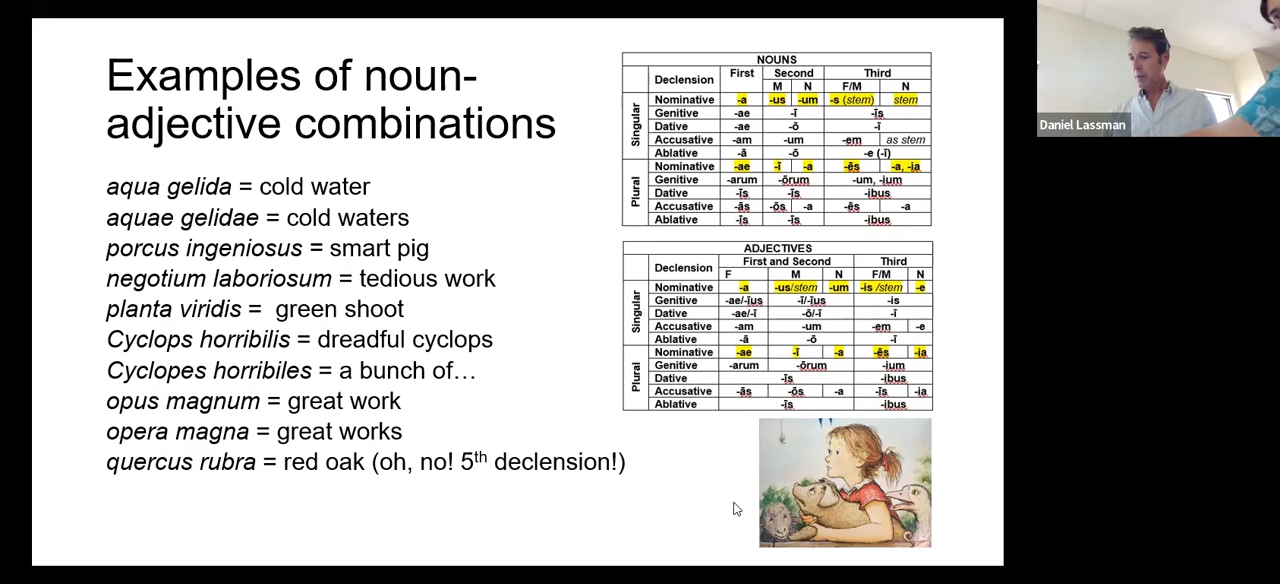 Examples of noun-
adjective combinations
aqua gelida = cold water
aquae gelidae = cold waters
porcus ingeniosus = smart pig
negotium laboriosum = tedious work
planta viridis =  green shoot
Cyclops horribilis = dreadful cyclops
Cyclopes horribiles = a bunch of…
opus magnum = great work
opera magna = great works
quercus rubra = red oak (oh, no! 5th declension!)
NOUNS
Declension First Second Third
M N F/M N
Singular
Nominative -a -us -um -s (stem) stem
Genitive -ae -ī -is
Dative -ae -ō -ī
Accusative -am -um -em as stem
Ablative -ā -ō -e (-ī)
Plural
Nominative -ae -ī -a -ēs -a, -ia
Genitive -arum -ōrum -um, -ium
Dative -īs -īs -ibus
Accusative -ās -ōs -a -ēs -a
Ablative -īs -īs -ibus
ADJECTIVES
Declension First and Second Third
F M N F/M N
Singular
Nominative -a -us/stem -um -is /stem -e
Genitive -ae/-īus -ī/-īus -is
Dative -ae/-ī -ō/-ī -ī
Accusative -am -um -em -e
Ablative -ā -ō -ī
Plural
Nominative -ae -ī -a -ēs -ia
Genitive -arum -ōrum -ium
Dative -īs -ibus
Accusative -ās -ōs -a -īs -ia
Ablative -īs -ibus
Daniel Lassman